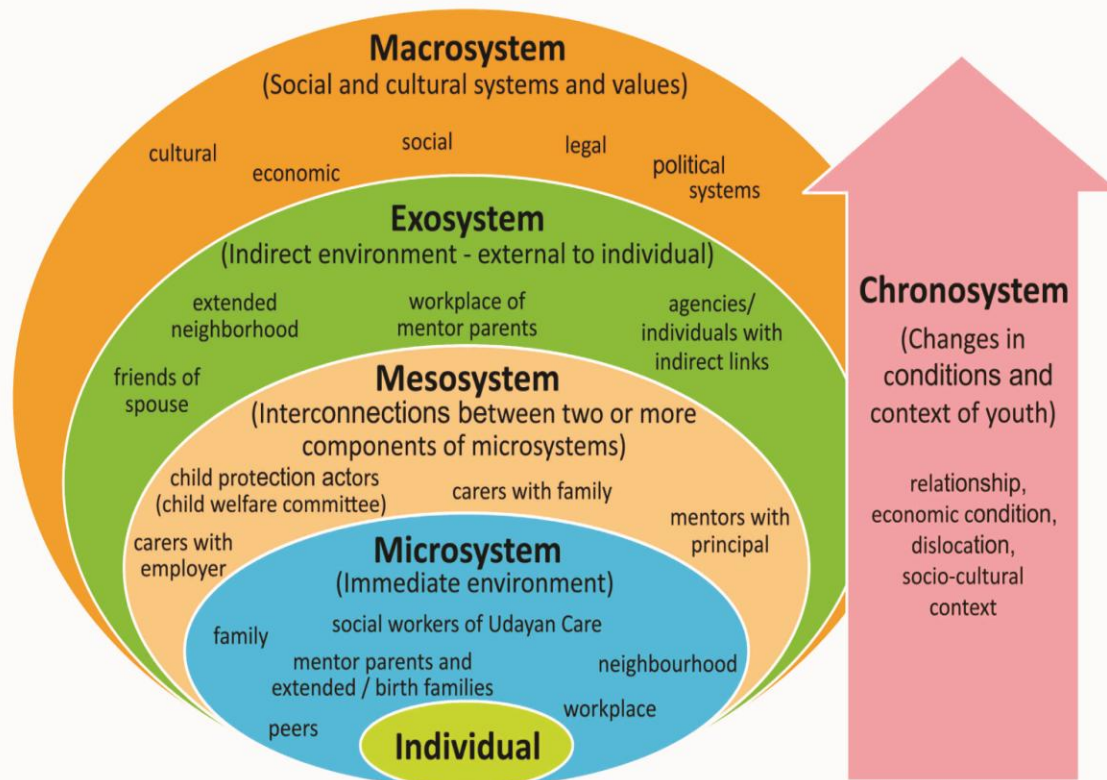 Macrosystem
(Social and cultural systems and values)
cultural
economic
social
legal
political
systems
Exosystem
(Indirect environment - external to individual)
extended
neighborhood
workplace of
mentor parents
agencies/
individuals with
indirect links
friends of
spouse
Mesosystem
(Interconnections between two or more
components of microsystems)
child protection actors
(child welfare committee)
carers with family
carers with
employer
mentors with
principal
Microsystem
(Immediate environment)
family
social workers of Udayan Care
mentor parents and
extended / birth families
neighbourhood
peers
workplace
Individual
Chronosystem
(Changes in
conditions and
context of youth)
relationship,
economic condition,
dislocation,
socio-cultural
context